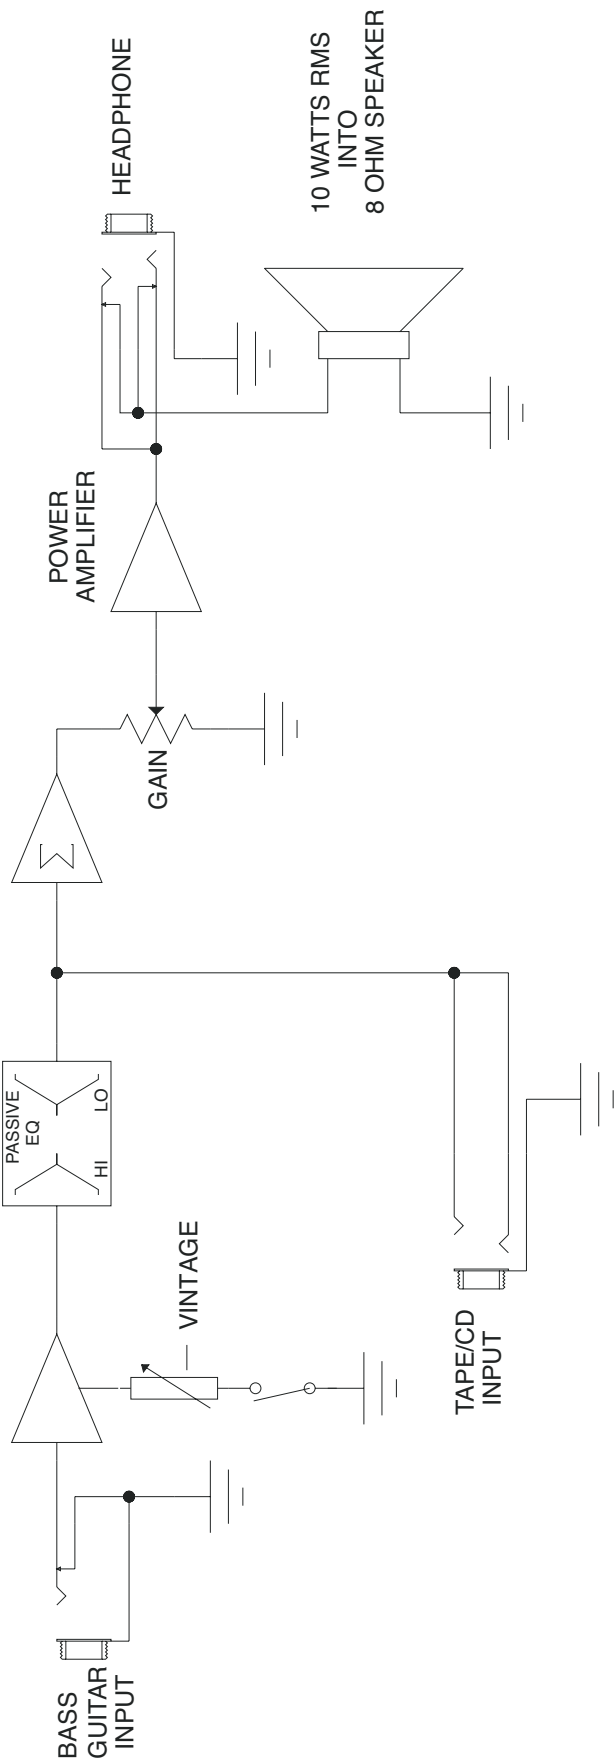 BASS
GUITAR
INPUT
VINTAGE
PASSIVE
EQ
HI
LO
TAPE/CD
INPUT
Σ
GAIN
POWER
AMPLIFIER
HEADPHONE
10 WATTS RMS
INTO
8 OHM SPEAKER